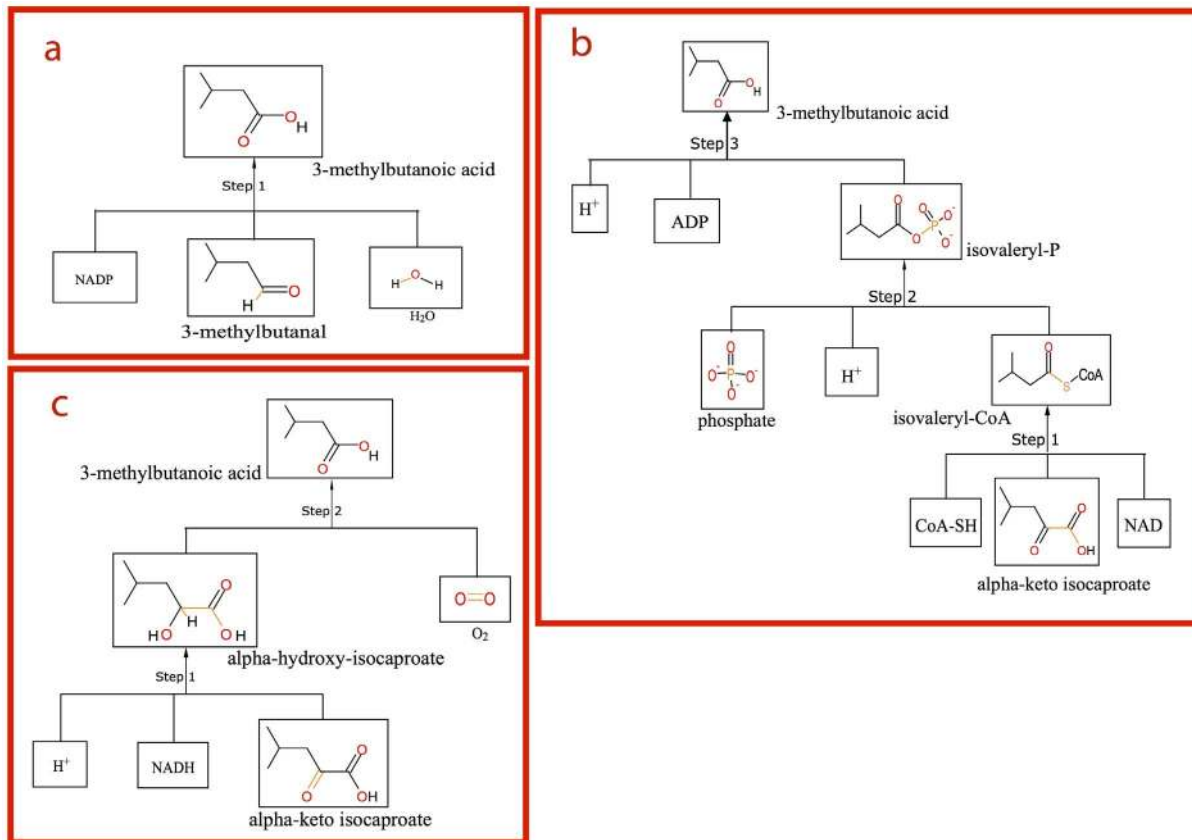 a
O
O
H
3-methylbutanoic acid
Step 1
NADP
H
O
3-methylbutanal
H
O
H
H₂O
b
O
O
H
3-methylbutanoic acid
Step 3
H⁺
ADP
O
O
O
P
O⁻
O⁻
isovaleryl-P
Step 2
O
O⁻
P
O⁻
O⁻
phosphate
H⁺
O
S
CoA
isovaleryl-CoA
Step 1
CoA-SH
O
O
OH
NAD
alpha-keto isocaproate
c
O
O
H
3-methylbutanoic acid
Step 2
O
H
O
H
O
H
O
O
O₂
alpha-hydroxy-isocaproate
Step 1
H⁺
NADH
O
O
OH
alpha-keto isocaproate